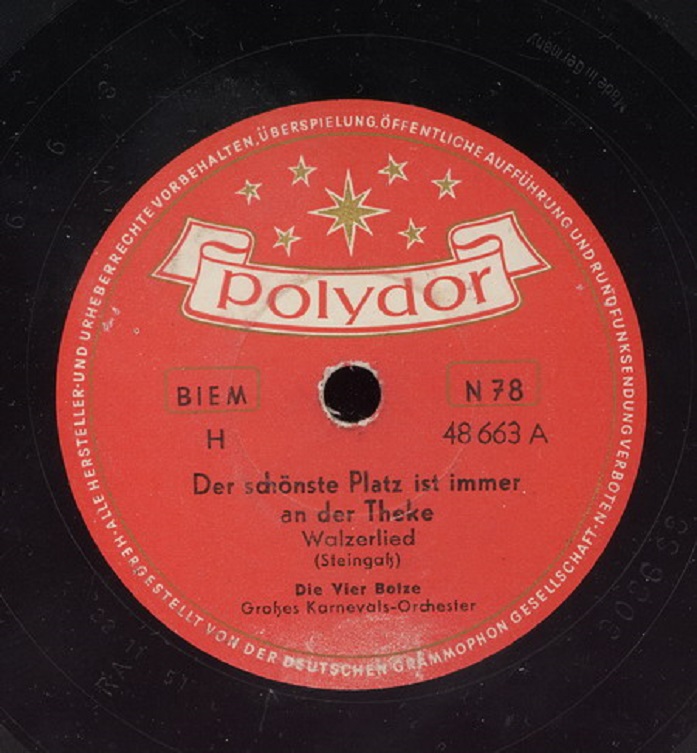 ALLE HERSTELLER-UND URHEBERRECHTE VORBEHALTEN, ÜBERSPIELUNG, ÖFFENTLICHE AUFFÜHRUNG UND RUNDFUNKSENDUNG VERBOTEN
polydor
BIEM
N 78
H
48 663 A
Der schönste Platz ist immer
an der Theke
Walzerlied
(Steingaß)
Die Vier Bolze
Großes Karnevals-Orchester
HERGESTELLT VON DER DEUTSCHEN GRAMMOPHON GESELLSCHAFT
Made in Germany